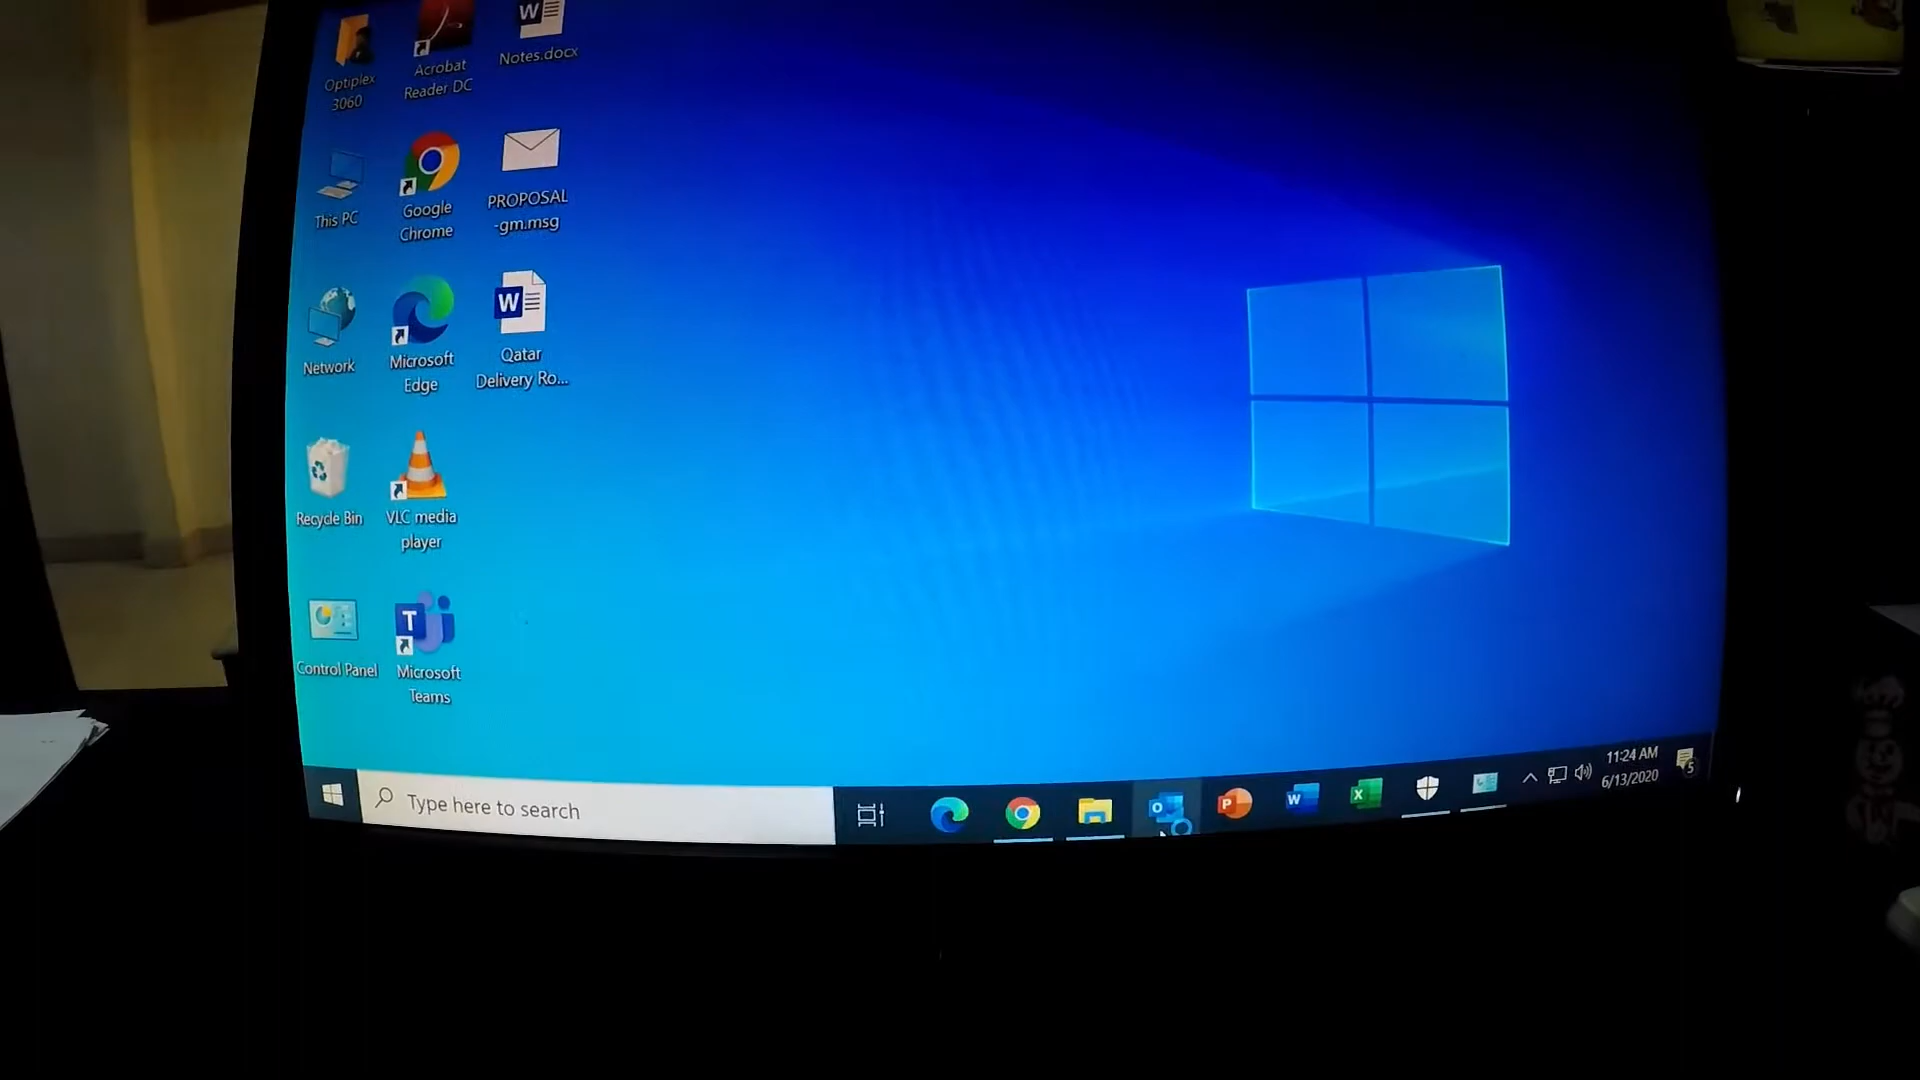 Optiplex
3060
Acrobat
Reader DC
W
Notes.docx
This PC
Google
Chrome
PROPOSAL
-gm.msg
Network
Microsoft
Edge
W
Qatar
Delivery Ro...
Recycle Bin
VLC media
player
Control Panel
T
Microsoft
Teams
Type here to search
O
P
W
X
11:24 AM
6/13/2020
5